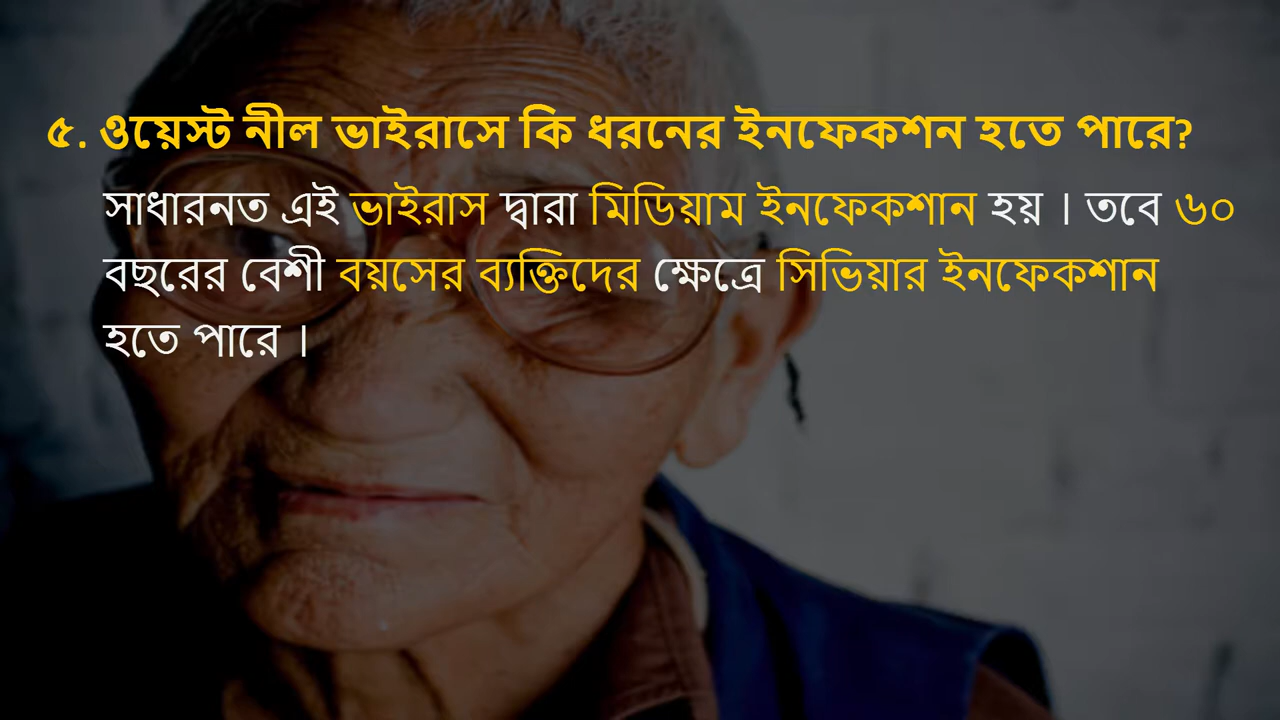 ৫. ওয়েস্ট নীল ভাইরাসে কি ধরনের ইনফেকশন হতে পারে?
সাধারনত এই ভাইরাস দ্বারা মিডিয়াম ইনফেকশান হয় । তবে ৬০
বছরের বেশী বয়সের ব্যক্তিদের ক্ষেত্রে সিভিয়ার ইনফেকশান
হতে পারে ।